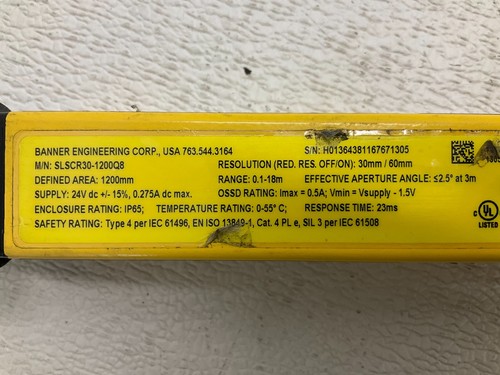 BANNER ENGINEERING CORP., USA 763.544.3164 S/N: H01364381167671305
M/N: SLSCR30-1200Q8 RESOLUTION (RED. RES. OFF/ON): 30mm / 60mm
DEFINED AREA: 1200mm RANGE: 0.1-18m EFFECTIVE APERTURE ANGLE: ≤2.5° at 3m
SUPPLY: 24V dc +/- 15%, 0.275A dc max. OSSD RATING: Imax = 0.5A; Vmin = Vsupply - 1.5V
ENCLOSURE RATING: IP65; TEMPERATURE RATING: 0-55° C; RESPONSE TIME: 23ms
SAFETY RATING: Type 4 per IEC 61496, EN ISO 13849-1, Cat. 4 PL e, SIL 3 per IEC 61508
C UL US
LISTED